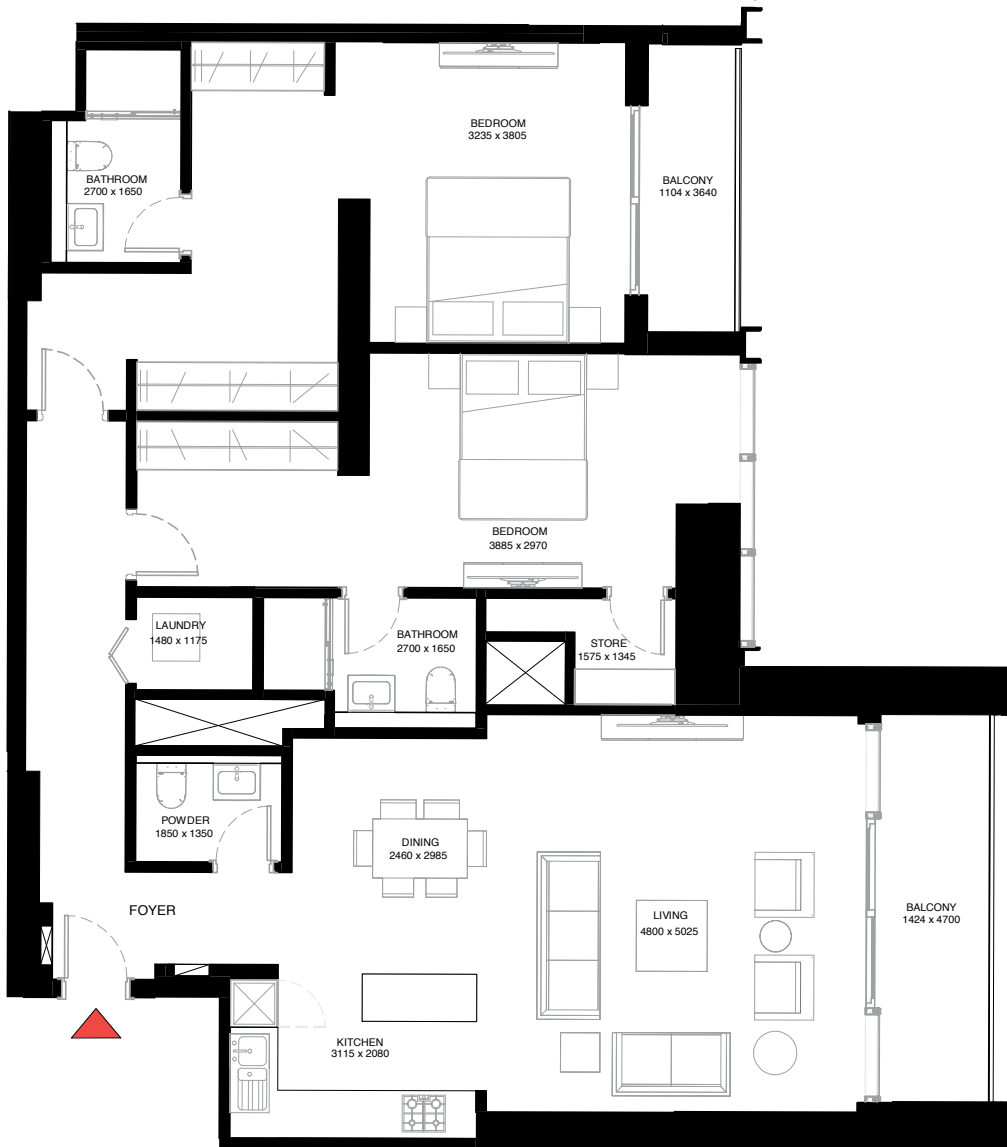 BEDROOM
3235 x 3805
BATHROOM
2700 x 1650
BALCONY
1104 x 3640
BEDROOM
3885 x 2970
LAUNDRY
1480 x 1175
BATHROOM
2700 x 1650
STORE
1575 x 1345
POWDER
1850 x 1350
DINING
2460 x 2985
FOYER
LIVING
4800 x 5025
BALCONY
1424 x 4700
KITCHEN
3115 x 2080